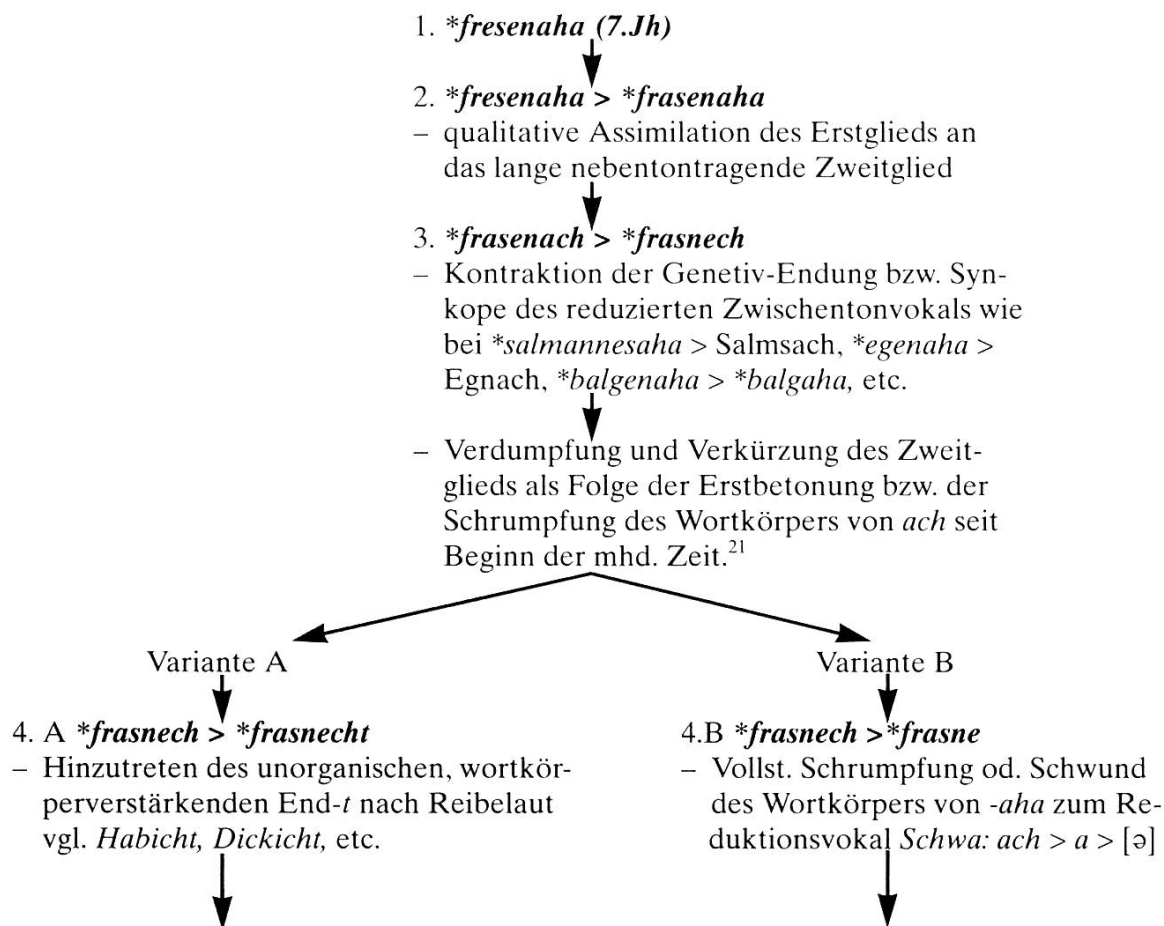 1. *fresenaha (7.Jh)
2. *fresenaha > *frasenaha
– qualitative Assimilation des Erstglieds an
das lange nebentontragende Zweitglied
3. *frasenach > *frasnech
– Kontraktion der Genetiv-Endung bzw. Syn-
kope des reduzierten Zwischentonvokals wie
bei *salmannesaha > Salmsach, *egenaha >
Egnach, *balgenaha > *balgaha, etc.
– Verdumpfung und Verkürzung des Zweit-
glieds als Folge der Erstbetonung bzw. der
Schrumpfung des Wortkörpers von ach seit
Beginn der mhd. Zeit.²¹
Variante A
4. A *frasnech > *frasnecht
– Hinzutreten des unorganischen, wortkör-
perverstärkenden End-t nach Reibelaut
vgl. Habicht, Dickicht, etc.
Variante B
4.B *frasnech >*frasne
– Vollst. Schrumpfung od. Schwund
des Wortkörpers von -aha zum Re-
duktionsvokal Schwa: ach > a > [ə]